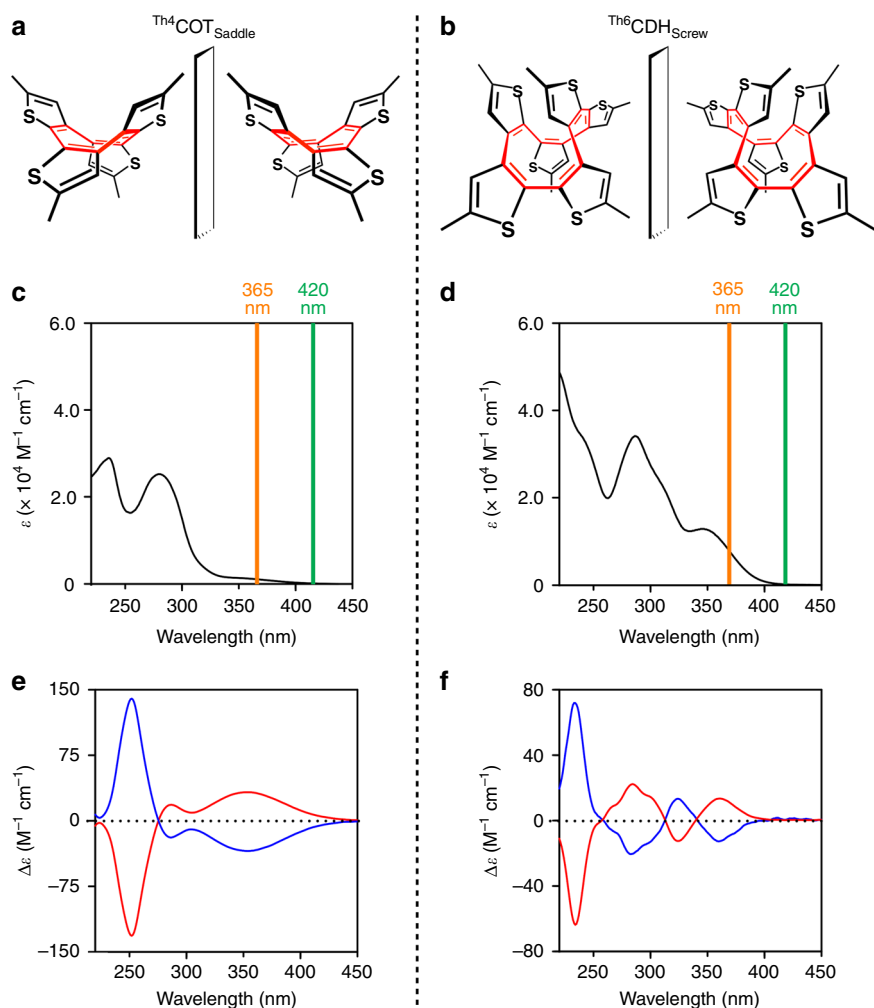 a
Th4COTSaddle
S S S S
S S S S
b
Th6CDHScrew
S S S S S S
S S S S S S
c
365 nm
420 nm
6.0
4.0
2.0
0
ε (× 10⁴ M⁻¹ cm⁻¹)
250 300 350 400 450
Wavelength (nm)
d
365 nm
420 nm
6.0
4.0
2.0
0
ε (× 10⁴ M⁻¹ cm⁻¹)
250 300 350 400 450
Wavelength (nm)
e
150
75
0
−75
−150
Δε (M⁻¹ cm⁻¹)
250 300 350 400 450
Wavelength (nm)
f
80
40
0
−40
−80
Δε (M⁻¹ cm⁻¹)
250 300 350 400 450
Wavelength (nm)